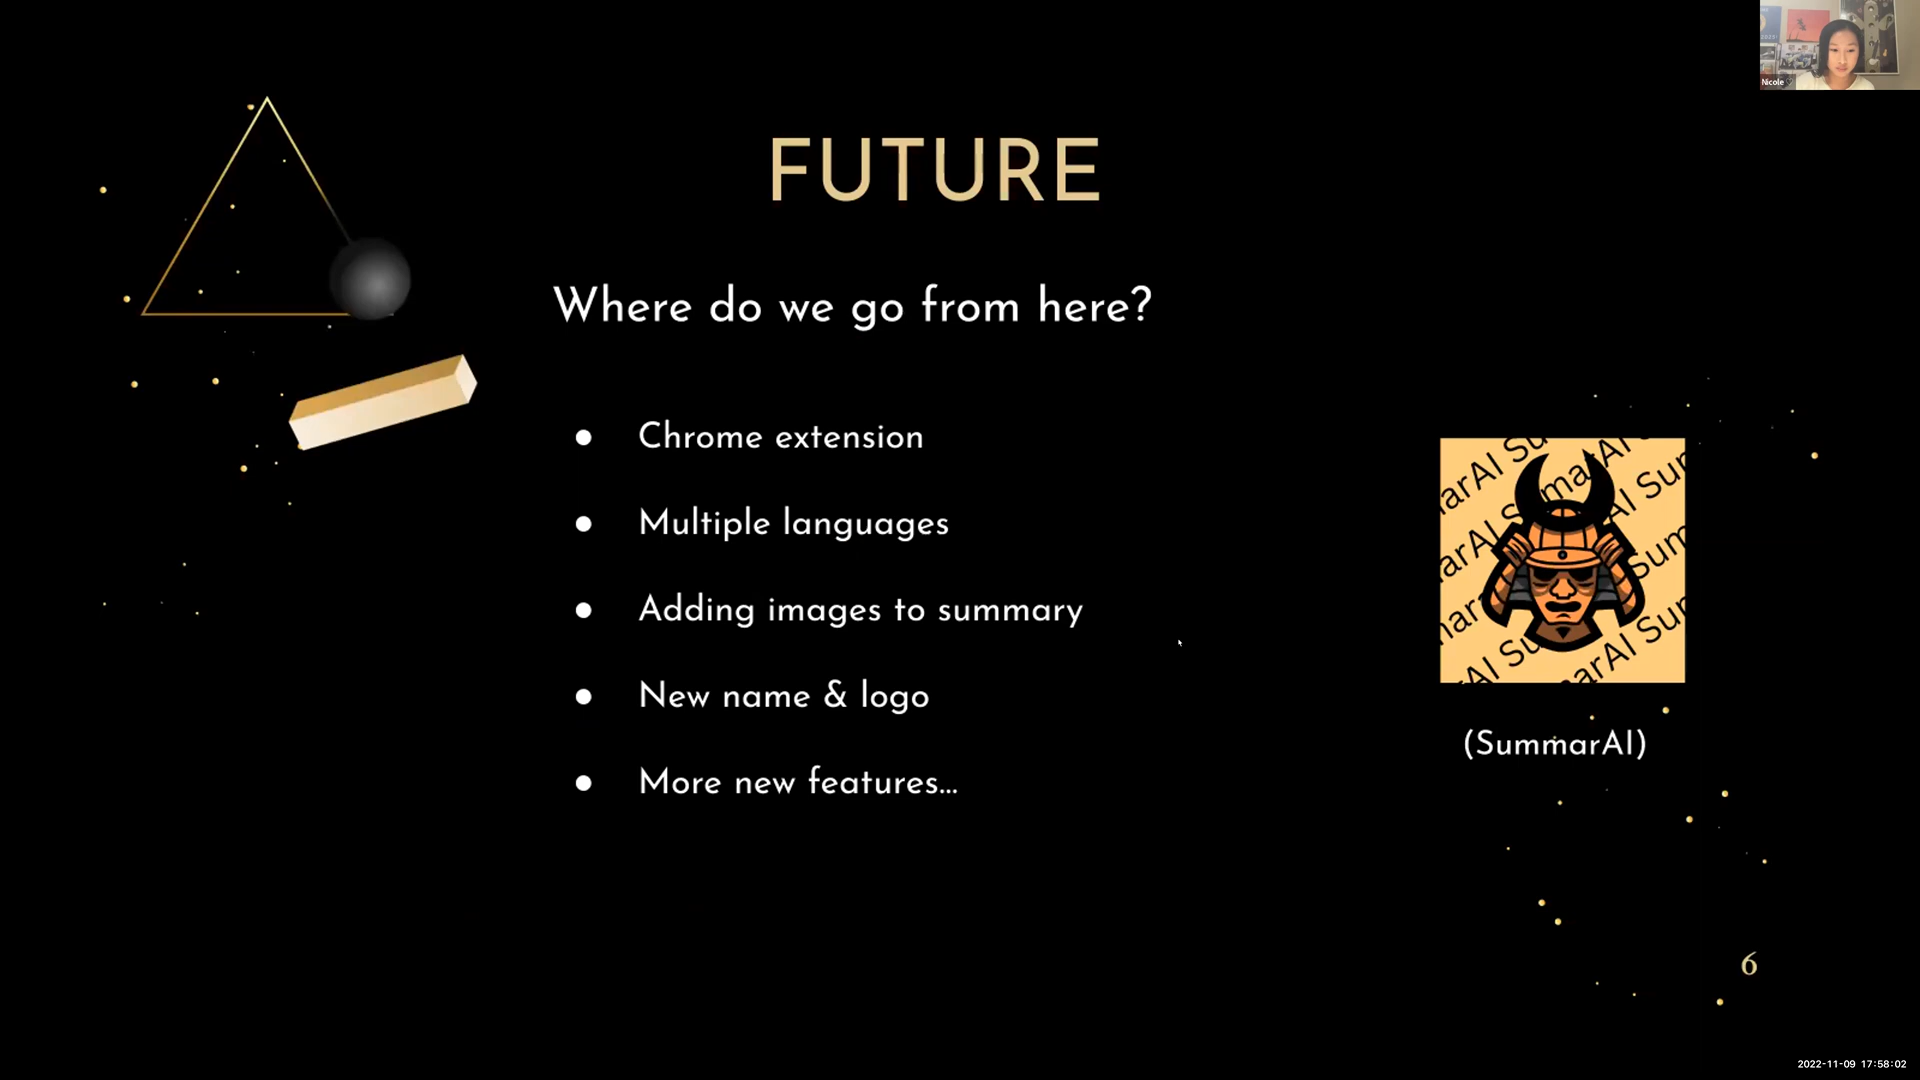 Nicole
FUTURE
Where do we go from here?
● Chrome extension
● Multiple languages
● Adding images to summary
● New name & logo
● More new features...
(SummarAI)
6
2022-11-09 17:58:02